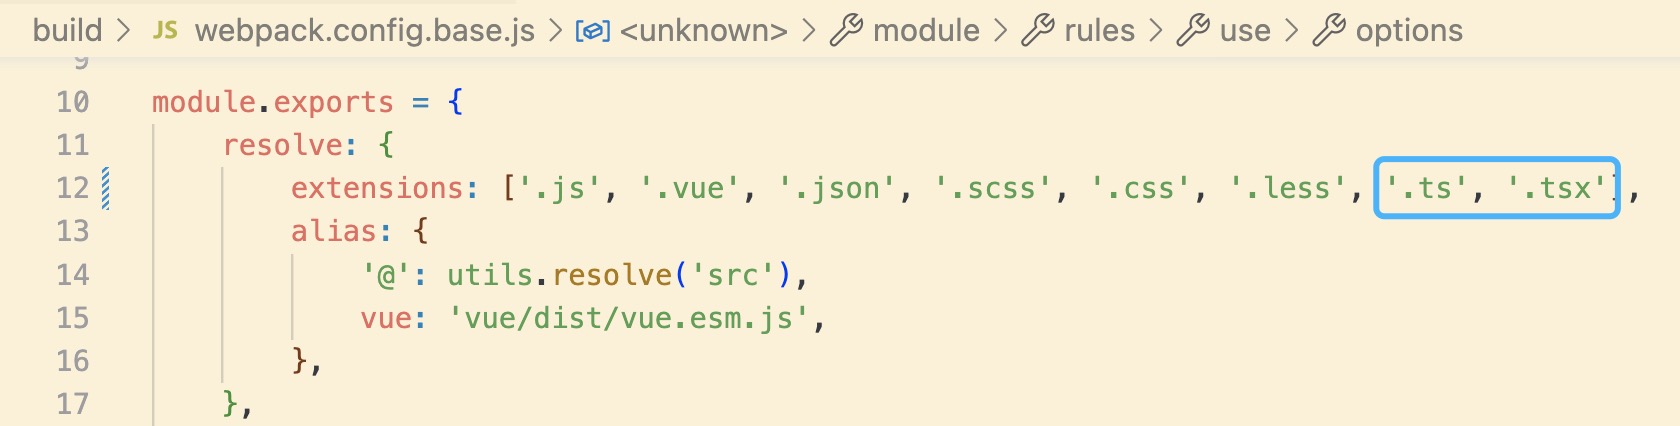 build > JS webpack.config.base.js > <unknown> > module > rules > use > options
9
10 module.exports = {
11 resolve: {
12 extensions: ['.js', '.vue', '.json', '.scss', '.css', '.less', '.ts', '.tsx'],
13 alias: {
14 '@': utils.resolve('src'),
15 vue: 'vue/dist/vue.esm.js',
16 },
17 },